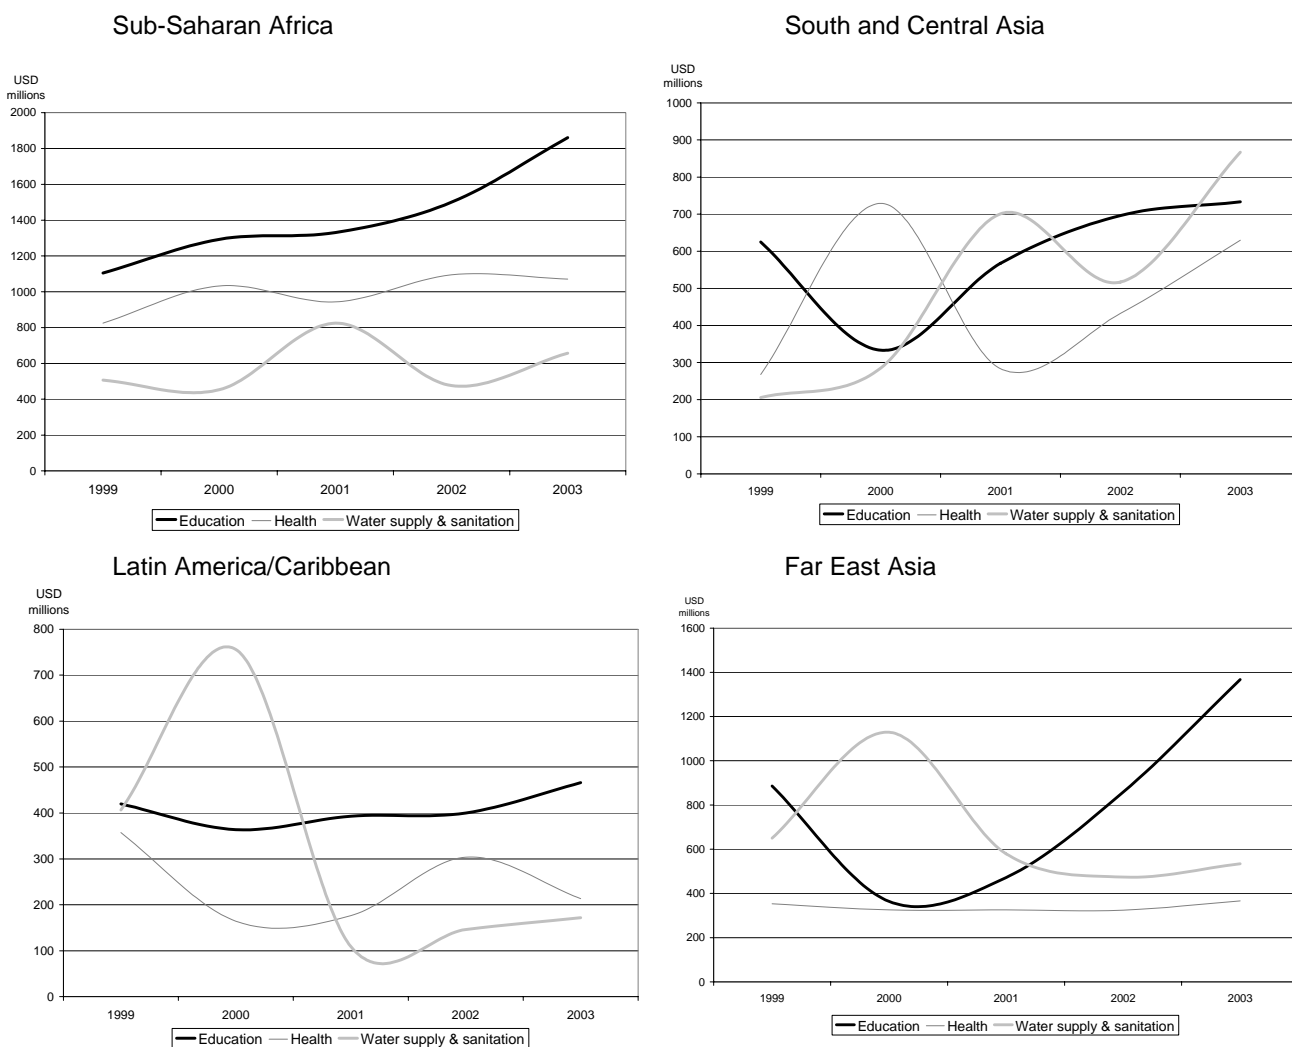 Sub-Saharan Africa
USD
millions
2000
1800
1600
1400
1200
1000
800
600
400
200
0
1999 2000 2001 2002 2003
Education Health Water supply & sanitation
South and Central Asia
USD
millions
1000
900
800
700
600
500
400
300
200
100
0
1999 2000 2001 2002 2003
Education Health Water supply & sanitation
Latin America/Caribbean
USD
millions
800
700
600
500
400
300
200
100
0
1999 2000 2001 2002 2003
Education Health Water supply & sanitation
Far East Asia
USD
millions
1600
1400
1200
1000
800
600
400
200
0
1999 2000 2001 2002 2003
Education Health Water supply & sanitation